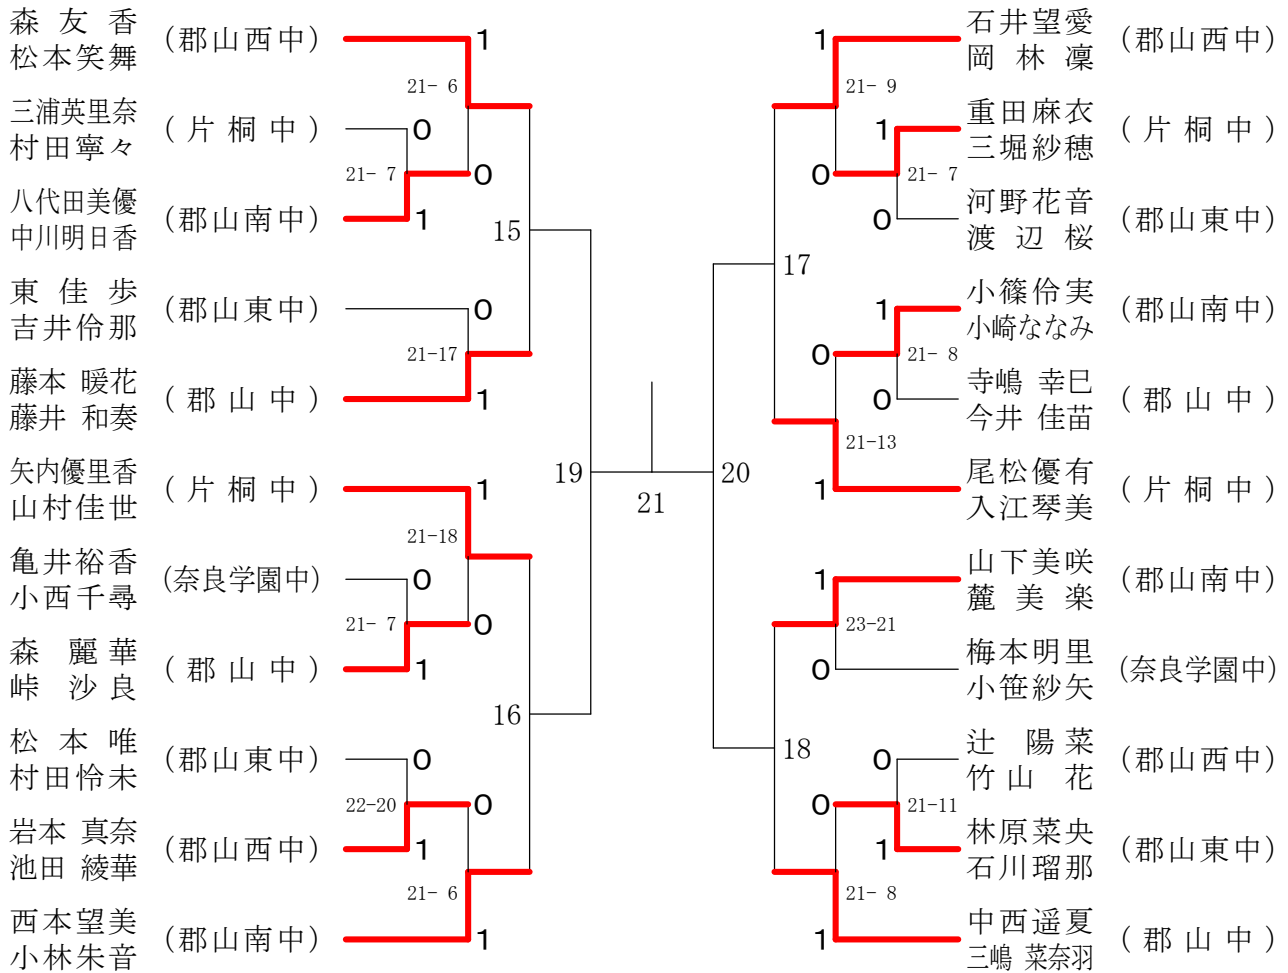 森 友 香
松本笑舞
(郡山西中)
1
21- 6
三浦英里奈
村田寧々
(片桐中)
0
21- 7
0
八代田美優
中川明日香
(郡山南中)
1
15
東 佳 歩
吉井伶那
(郡山東中)
0
21-17
藤本 暖花
藤井 和奏
(郡山中)
1
矢内優里香
山村佳世
(片桐中)
1
21-18
亀井裕香
小西千尋
(奈良学園中)
0
21- 7
0
森 麗華
峠 沙良
(郡山中)
1
16
松 本 唯
村田怜未
(郡山東中)
0
22-20
0
岩本 真奈
池田 綾華
(郡山西中)
1
21- 6
西本望美
小林朱音
(郡山南中)
1
19
21
20
1
石井望愛
岡 林 凜
(郡山西中)
21- 9
1
重田麻衣
三堀紗穂
(片桐中)
0
21- 7
0
河野花音
渡 辺 桜
(郡山東中)
17
1
小篠伶実
小崎ななみ
(郡山南中)
0
21- 8
0
寺嶋 幸巳
今井 佳苗
(郡山中)
21-13
1
尾松優有
入江琴美
(片桐中)
1
山下美咲
麓 美 楽
(郡山南中)
23-21
0
梅本明里
小笹紗矢
(奈良学園中)
18
0
辻 陽菜
竹山 花
(郡山西中)
0
21-11
1
林原菜央
石川瑠那
(郡山東中)
21- 8
1
中西遥夏
三嶋 菜奈羽
(郡山中)